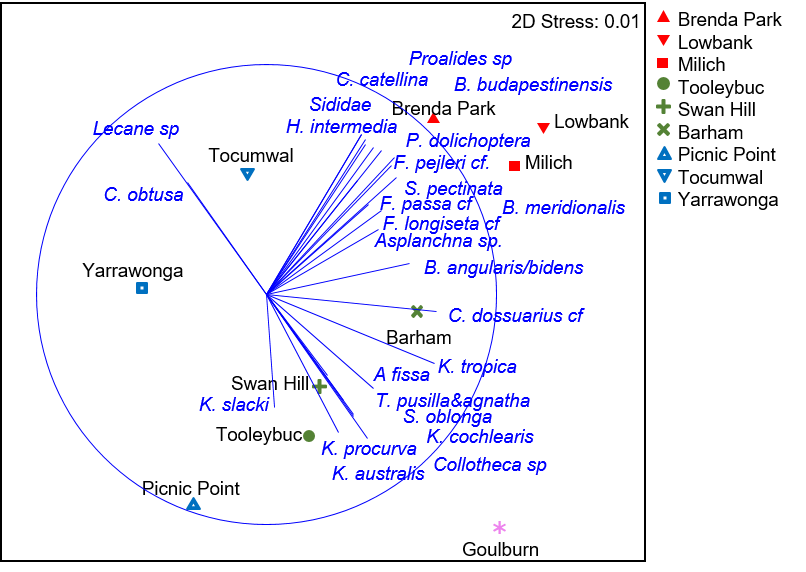 2D Stress: 0.01
Proalides sp
C. catellina
B. budapestinensis
Sididae
Brenda Park
Lowbank
H. intermedia
Lecane sp
P. dolichoptera
Tocumwal
F. pejleri cf.
Milich
C. obtusa
S. pectinata
F. passa cf
B. meridionalis
F. longiseta cf
Asplanchna sp.
Yarrawonga
B. angularis/bidens
C. dossuarius cf
Barham
K. tropica
A fissa
Swan Hill
K. slacki
T. pusilla&agnatha
S. oblonga
Tooleybuc
K. cochlearis
K. procurva
Collotheca sp
K. australis
Picnic Point
Goulburn
Brenda Park
Lowbank
Milich
Tooleybuc
Swan Hill
Barham
Picnic Point
Tocumwal
Yarrawonga